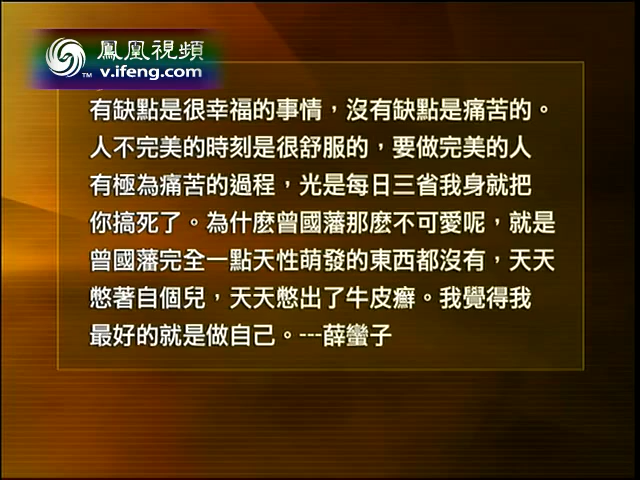 鳳凰視頻
v.ifeng.com
TM
有缺點是很幸福的事情，沒有缺點是痛苦的。
人不完美的時刻是很舒服的，要做完美的人
有極為痛苦的過程，光是每日三省我身就把
你搞死了。為什麼曾國藩那麼不可愛呢，就是
曾國藩完全一點天性萌發的東西都沒有，天天
憋著自個兒，天天憋出了牛皮癬。我覺得我
最好的就是做自己。---薛蠻子